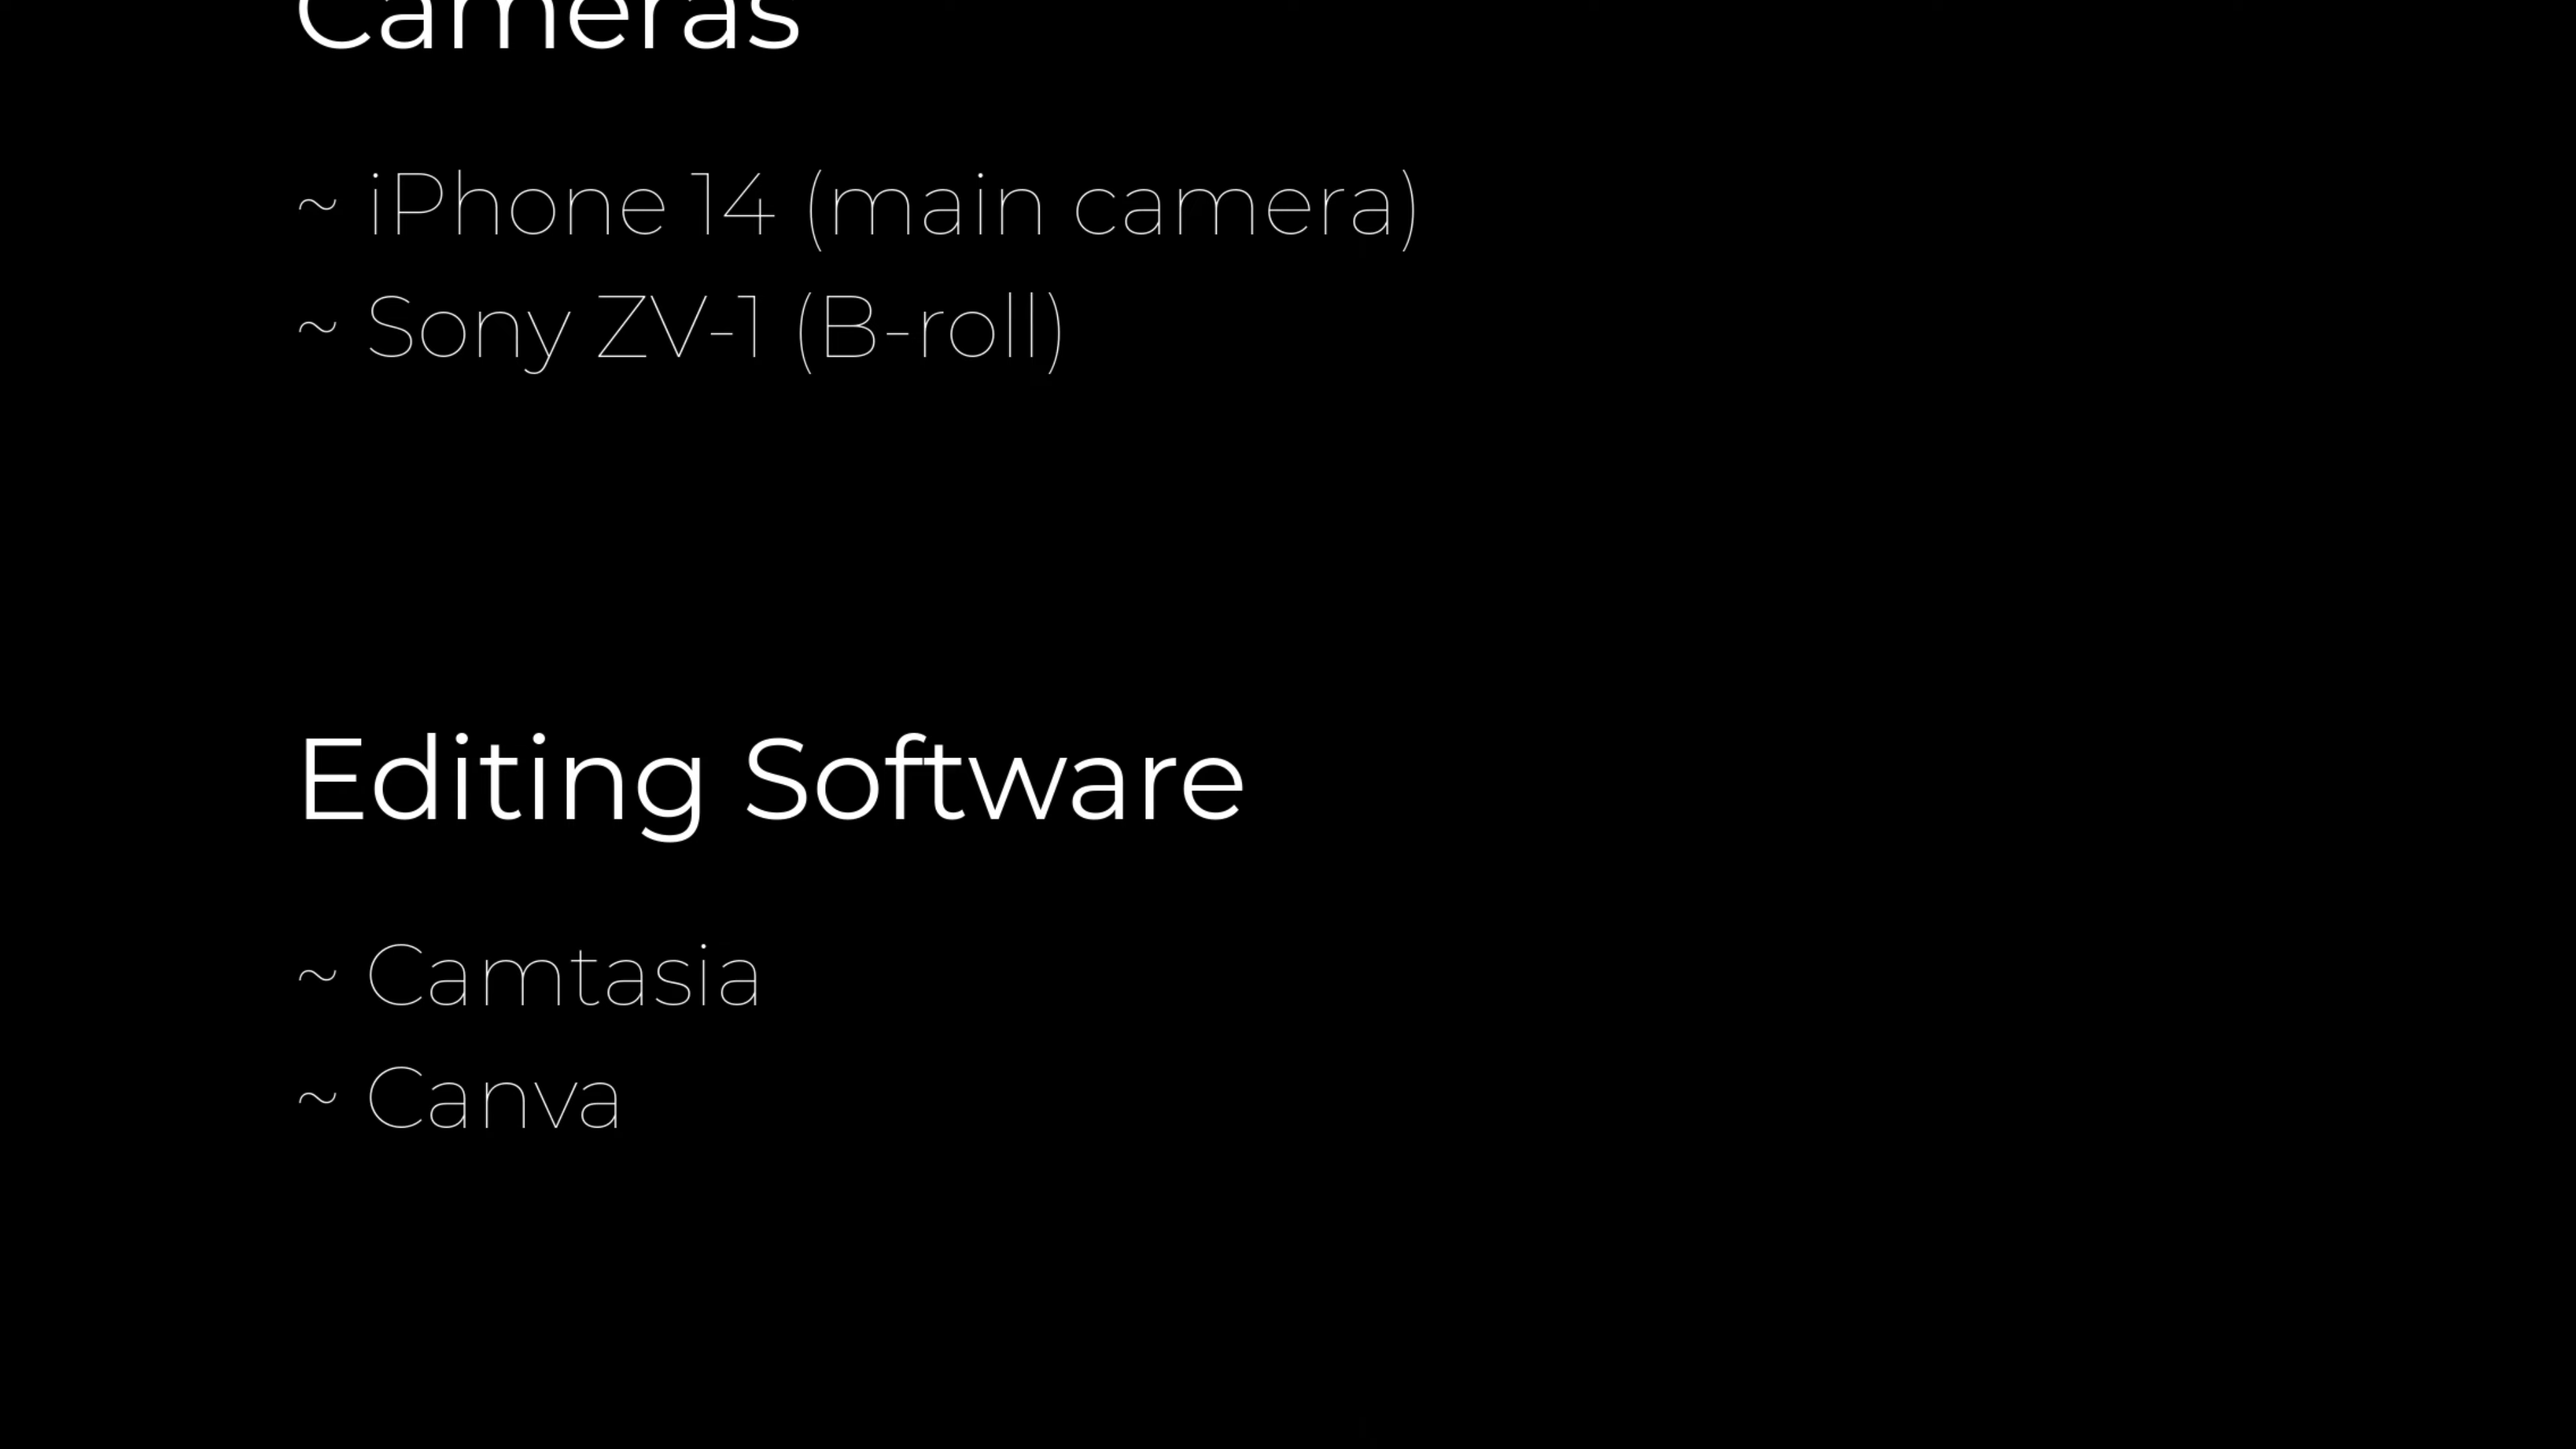 Cameras
~ iPhone 14 (main camera)
~ Sony ZV-1 (B-roll)
Editing Software
~ Camtasia
~ Canva